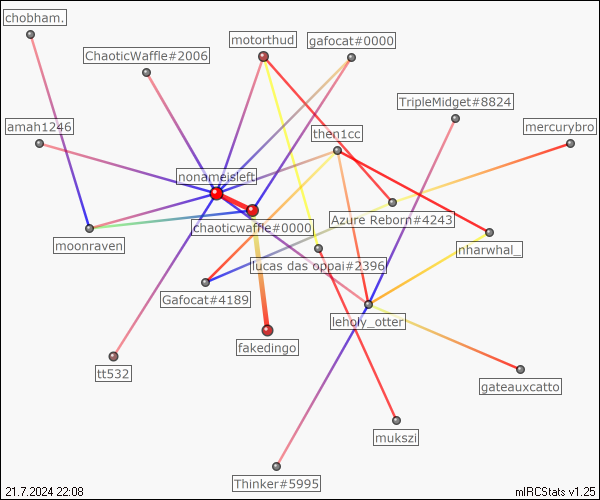 chobham.
motorthud
gafocat#0000
ChaoticWaffle#2006
TripleMidget#8824
amah1246
then1cc
mercurybro
nonameisleft
chaoticwaffle#0000
Azure Reborn#4243
moonraven
nharwhal_
lucas das oppai#2396
Gafocat#4189
leholy_otter
fakedingo
tt532
gateauxcatto
mukszi
Thinker#5995
21.7.2024 22:08
mIRCStats v1.25